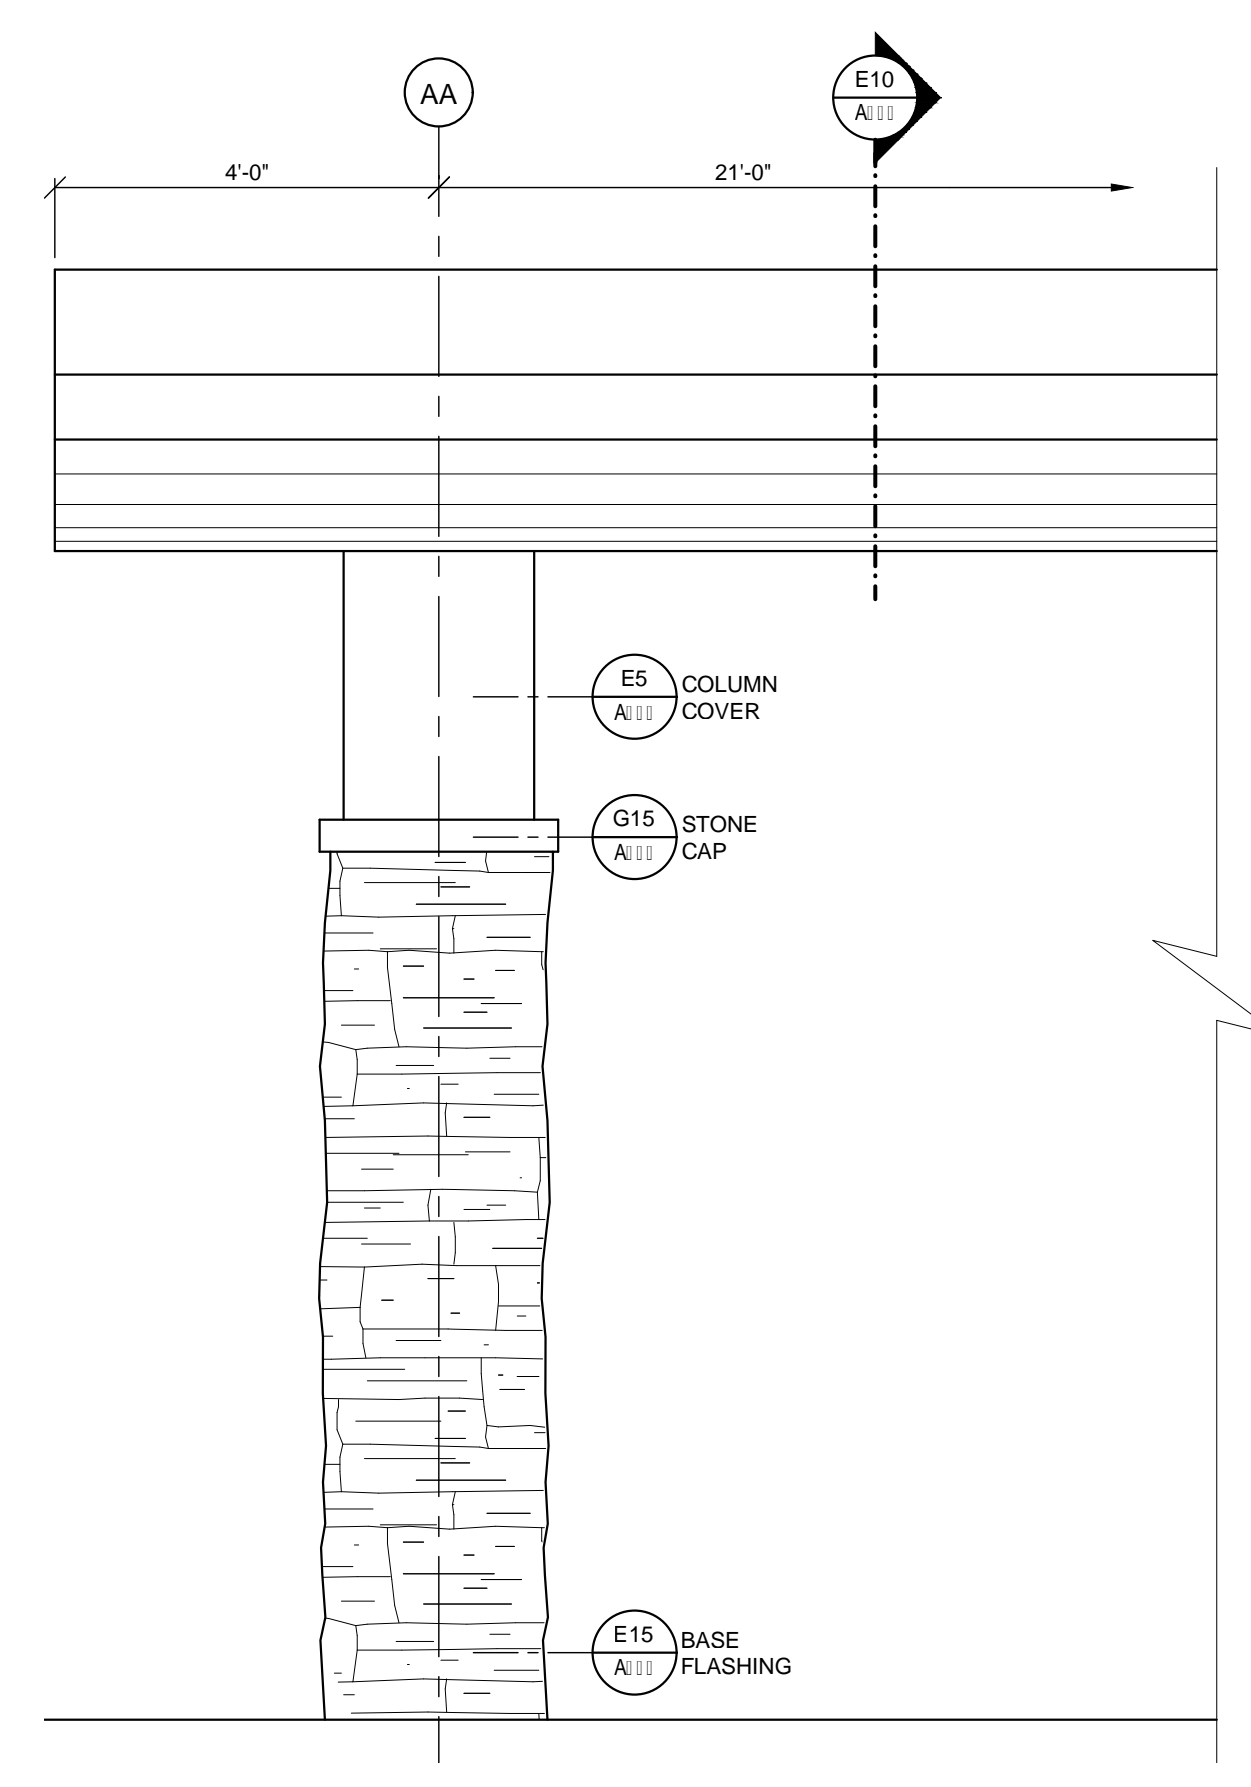 AA
E10
A▯▯▯
4'-0"
21'-0"
E5
A▯▯▯
COLUMN
COVER
G15
A▯▯▯
STONE
CAP
E15
A▯▯▯
BASE
FLASHING